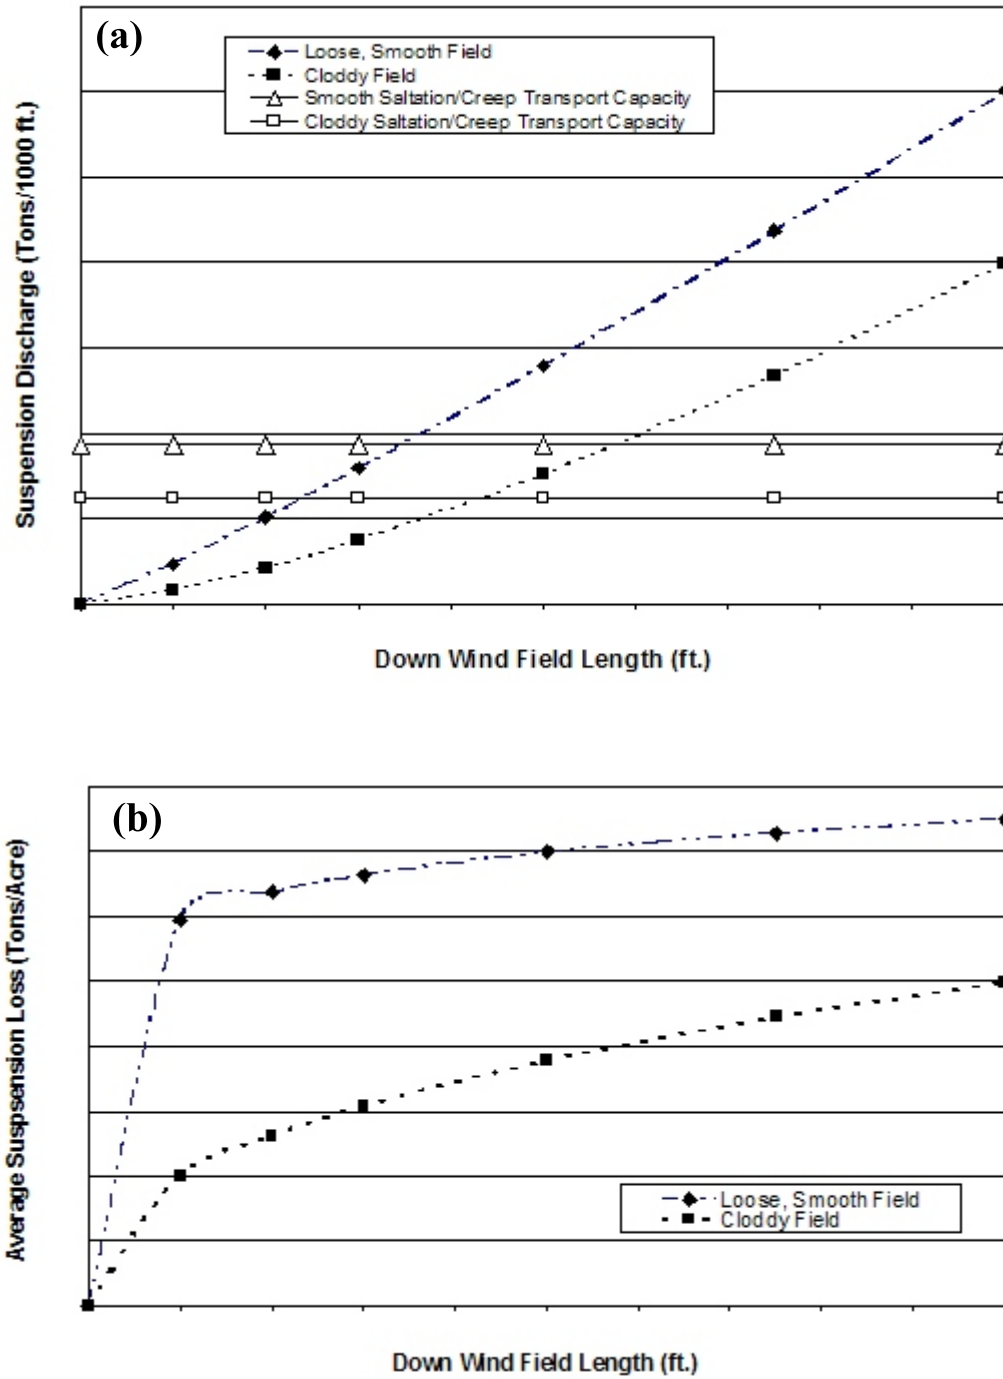 (a)
Loose, Smooth Field
Cloddy Field
Smooth Saltation/Creep Transport Capacity
Cloddy Saltation/Creep Transport Capacity
Suspension Discharge (Tons/1000 ft.)
Down Wind Field Length (ft.)
(b)
Average Suspsension Loss (Tons/Acre)
Loose, Smooth Field
Cloddy Field
Down Wind Field Length (ft.)